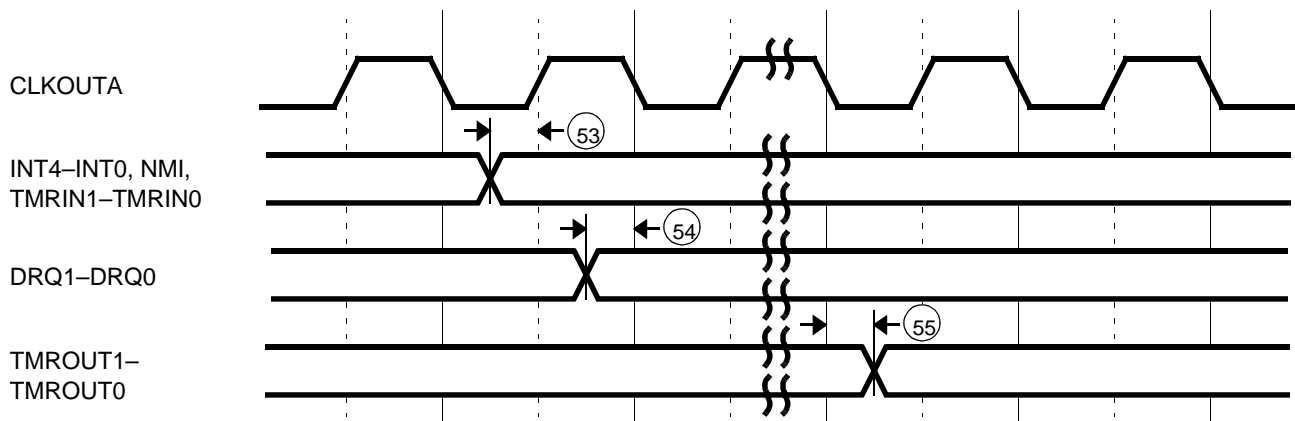 CLKOUTA
53
INT4–INT0, NMI,
TMRIN1–TMRIN0
54
DRQ1–DRQ0
55
TMROUT1–
TMROUT0